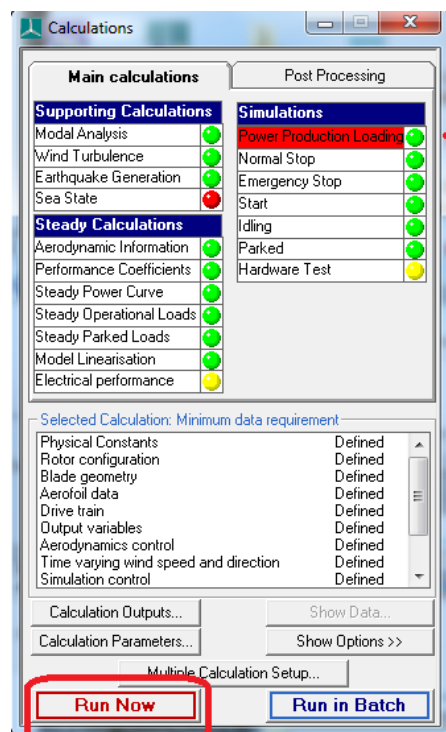 Calculations
Main calculations
Post Processing
Supporting Calculations
Modal Analysis
Wind Turbulence
Earthquake Generation
Sea State
Steady Calculations
Aerodynamic Information
Performance Coefficients
Steady Power Curve
Steady Operational Loads
Steady Parked Loads
Model Linearisation
Electrical performance
Simulations
Power Production Loading
Normal Stop
Emergency Stop
Start
Idling
Parked
Hardware Test
Selected Calculation: Minimum data requirement
Physical Constants Defined
Rotor configuration Defined
Blade geometry Defined
Aerofoil data Defined
Drive train Defined
Output variables Defined
Aerodynamics control Defined
Time varying wind speed and direction Defined
Simulation control Defined
Calculation Outputs... Show Data...
Calculation Parameters... Show Options >>
Multiple Calculation Setup...
Run Now Run in Batch